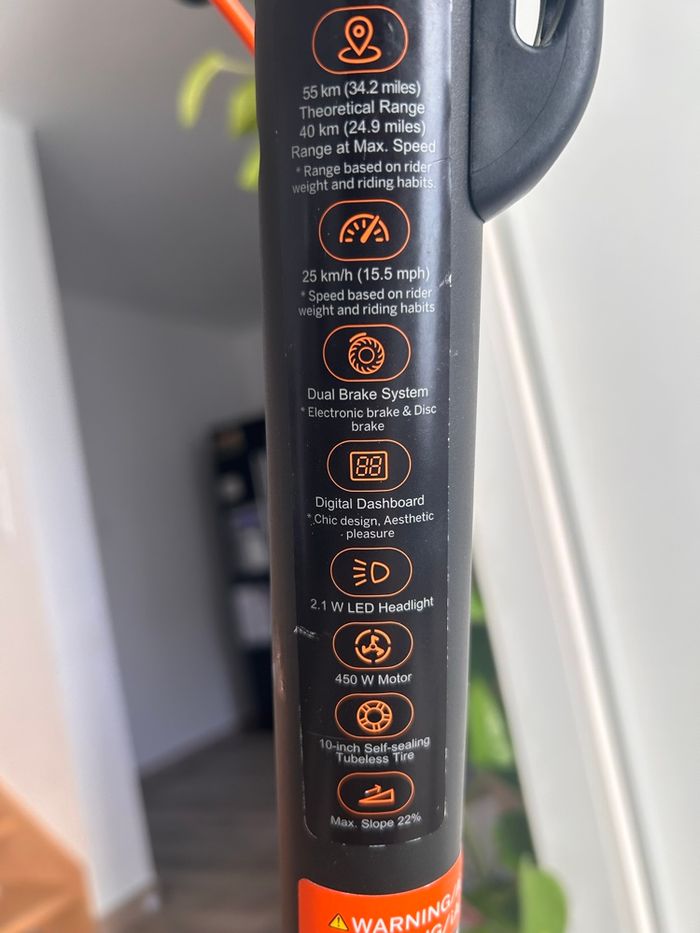 55 km (34.2 miles)
Theoretical Range
40 km (24.9 miles)
Range at Max. Speed
* Range based on rider
weight and riding habits.
25 km/h (15.5 mph)
* Speed based on rider
weight and riding habits
Dual Brake System
* Electronic brake & Disc
brake
88
Digital Dashboard
* Chic design, Aesthetic
pleasure
2.1 W LED Headlight
450 W Motor
10-inch Self-sealing
Tubeless Tire
Max. Slope 22%
WARNING/